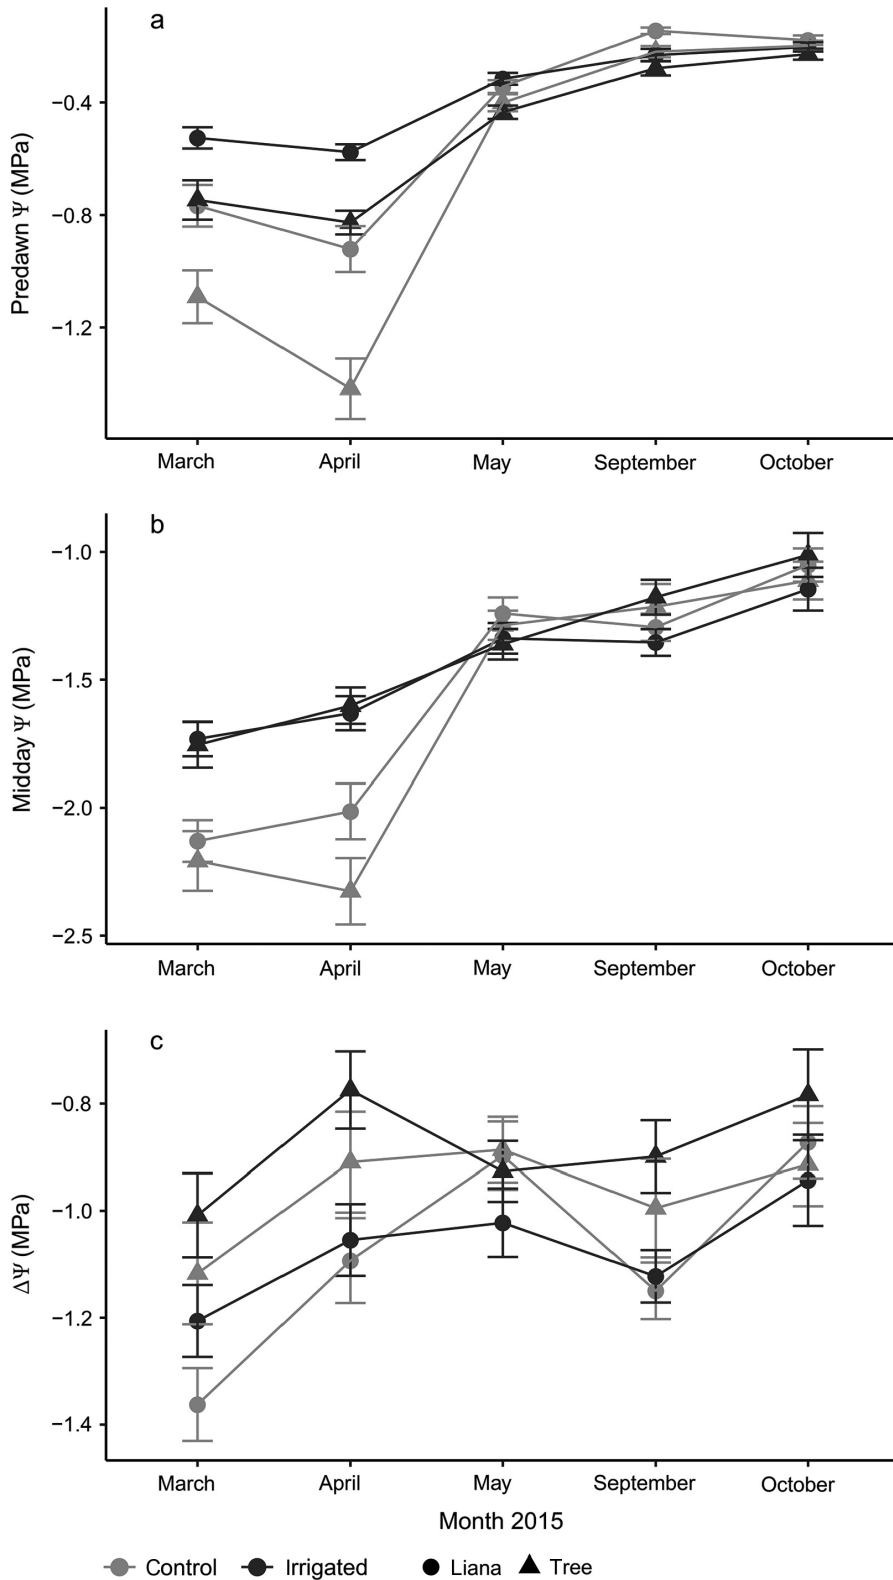 a
−0.4
−0.8
−1.2
Predawn Ψ (MPa)
March April May September October
b
−1.0
−1.5
−2.0
−2.5
Midday Ψ (MPa)
March April May September October
c
−0.8
−1.0
−1.2
−1.4
ΔΨ (MPa)
March April May September October
Month 2015
Control Irrigated Liana Tree